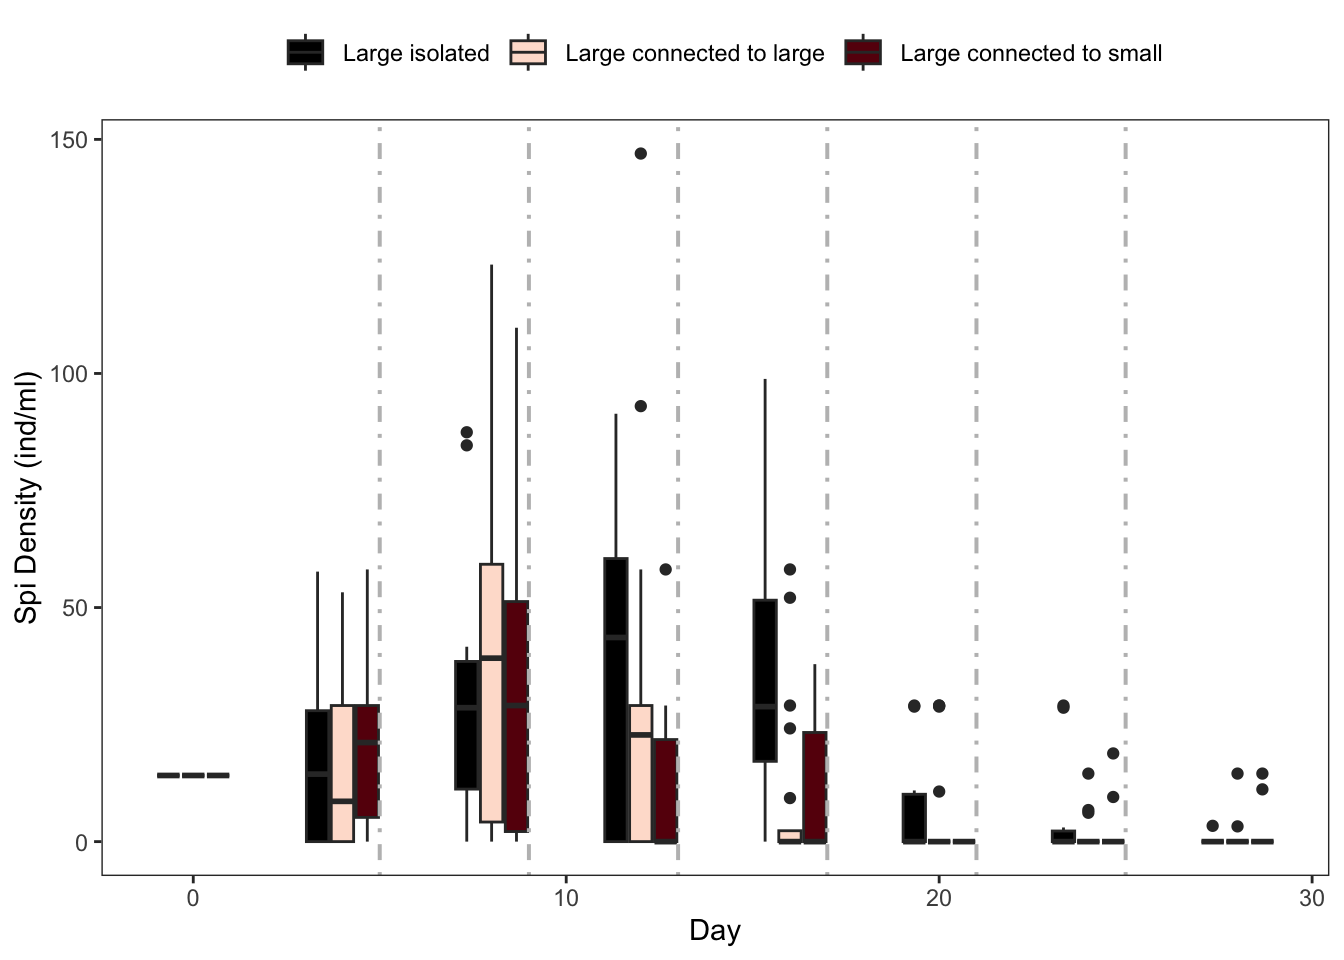 Large isolated Large connected to large Large connected to small
150
100
50
0
Spi Density (ind/ml)
0 10 20 30
Day